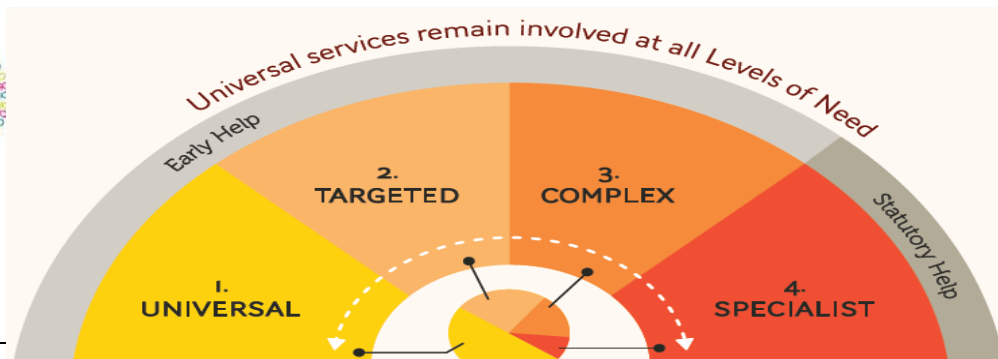 Universal services remain involved at all Levels of Need
Early Help
2.
TARGETED
3.
COMPLEX
Statutory Help
1.
UNIVERSAL
4.
SPECIALIST